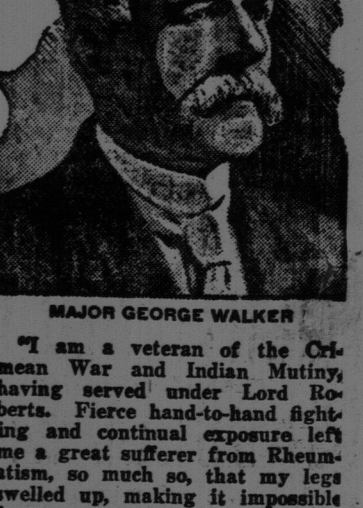 MAJOR GEORGE WALKER
"I am a veteran of the Cri-
mean War and Indian Mutiny,
having served under Lord Ro-
berts. Fierce hand-to-hand fight-
ing and continual exposure left
me a great sufferer from Rheum-
atism, so much so, that my legs
swelled up, making it impossible